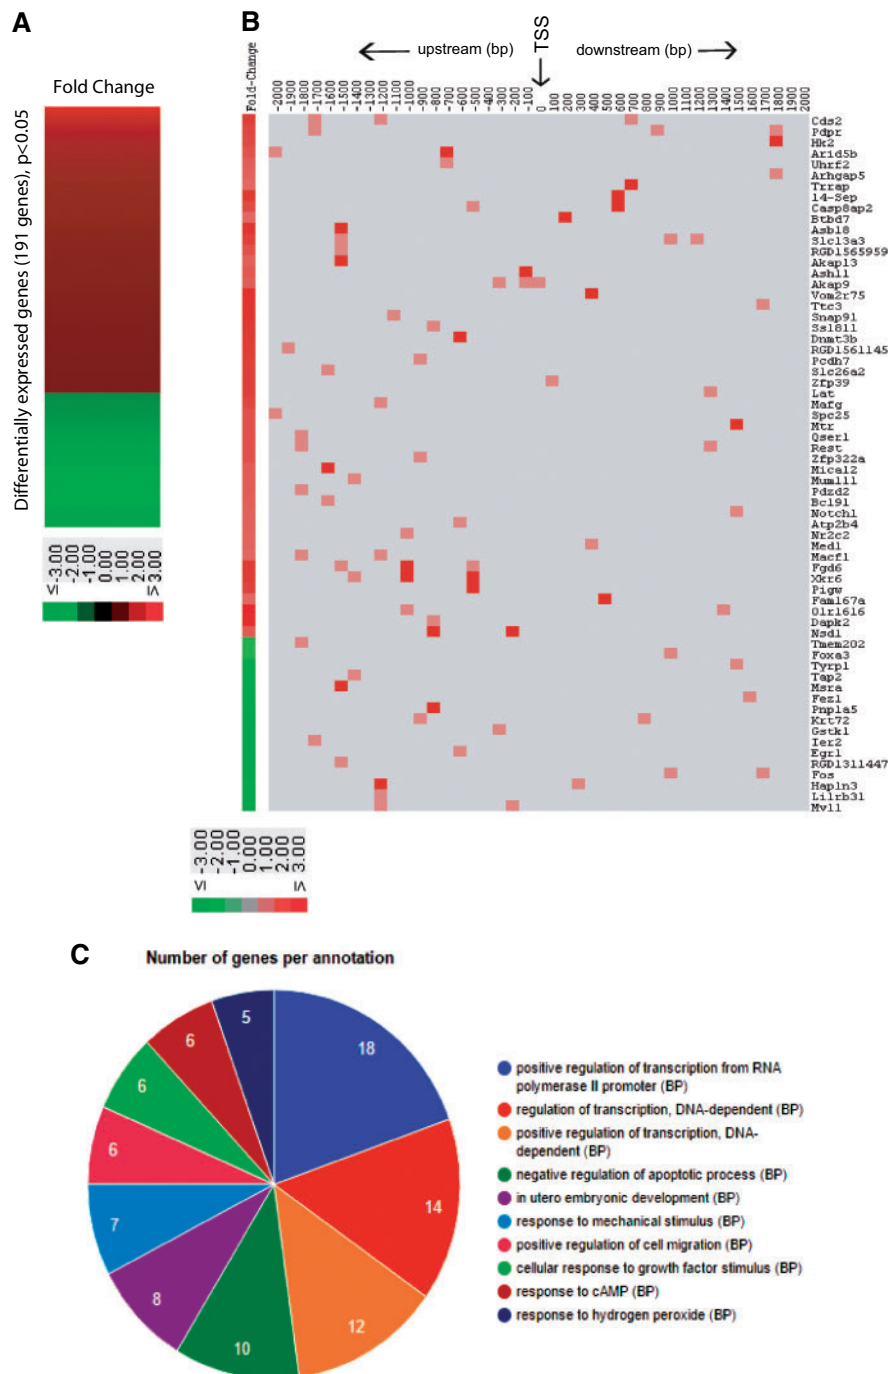 A
B
Fold Change
Differentially expressed genes (191 genes), p<0.05
≤-3.00
-2.00
-1.00
0.00
1.00
2.00
≥ 3.00
upstream (bp)
TSS
downstream (bp)
Fold-Change
-2000
-1900
-1800
-1700
-1600
-1500
-1400
-1300
-1200
-1100
-1000
-900
-800
-700
-600
-500
-400
-300
-200
-100
0
100
200
300
400
500
600
700
800
900
1000
1100
1200
1300
1400
1500
1600
1700
1800
1900
2000
Cds2
Pdpr
Hk2
Arid5b
Uhrf2
Arhgap5
Trrap
14-Sep
Casp8ap2
Btbd7
Asb18
Slc13a3
RGD1565959
Akap13
Ash1l
Akap9
Vom2r75
Ttc3
Snap91
Ss18l1
Dnmt3b
RGD1561145
Pcdh7
Slc26a2
Zfp39
Lat
Mafg
Spc25
Mtr
Qser1
Rest
Zfp322a
Mical2
Mum1l1
Pdzd2
Bcl9l
Notch1
Atp2b4
Nr2c2
Med1
Macf1
Fgd6
Xkr6
Pigw
Fam167a
Olr1616
Dapk2
Nsd1
Tmem202
Foxa3
Tyrp1
Tap2
Msra
Fez1
Pnpla5
Krt72
Gstk1
Ier2
Egr1
RGD1311447
Fos
Hapln3
Lilrb3l
Mvl1
≤ -3.00
-2.00
-1.00
0.00
1.00
2.00
≥ 3.00
C
Number of genes per annotation
18
14
12
10
8
7
6
6
6
5
positive regulation of transcription from RNA
polymerase II promoter (BP)
regulation of transcription, DNA-dependent (BP)
positive regulation of transcription, DNA-
dependent (BP)
negative regulation of apoptotic process (BP)
in utero embryonic development (BP)
response to mechanical stimulus (BP)
positive regulation of cell migration (BP)
cellular response to growth factor stimulus (BP)
response to cAMP (BP)
response to hydrogen peroxide (BP)